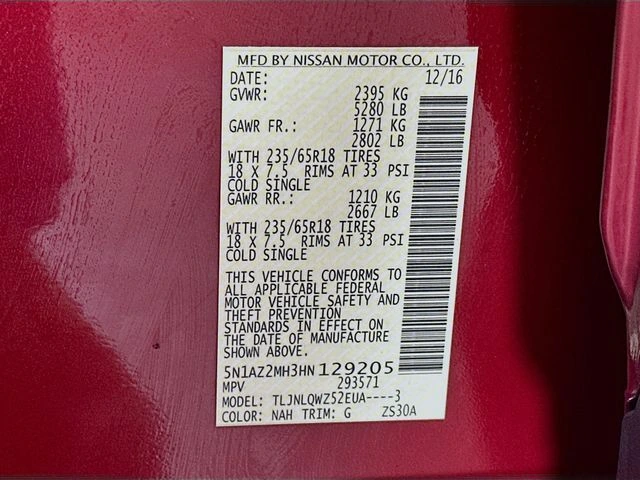 MFD BY NISSAN MOTOR CO., LTD.
DATE: 12/16
GVWR: 2395 KG
5280 LB
GAWR FR.: 1271 KG
2802 LB
WITH 235/65R18 TIRES
18 X 7.5 RIMS AT 33 PSI
COLD SINGLE
GAWR RR.: 1210 KG
2667 LB
WITH 235/65R18 TIRES
18 X 7.5 RIMS AT 33 PSI
COLD SINGLE
THIS VEHICLE CONFORMS TO
ALL APPLICABLE FEDERAL
MOTOR VEHICLE SAFETY AND
THEFT PREVENTION
STANDARDS IN EFFECT ON
THE DATE OF MANUFACTURE
SHOWN ABOVE.
5N1AZ2MH3HN129205
MPV 293571
MODEL: TLJNLQWZ52EUA----3
COLOR: NAH TRIM: G ZS30A